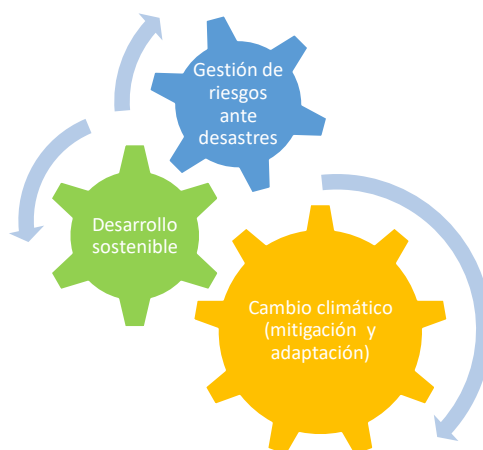 Gestión de
riesgos
ante
desastres
Desarrollo
sostenible
Cambio climático
(mitigación y
adaptación)